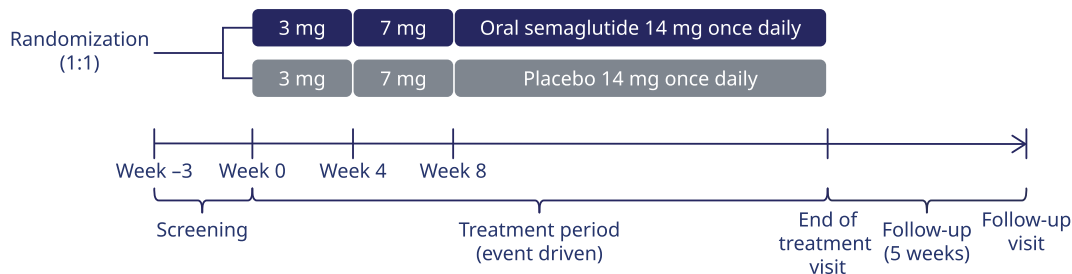 Randomization
(1:1)
3 mg
7 mg
Oral semaglutide 14 mg once daily
3 mg
7 mg
Placebo 14 mg once daily
Week –3
Week 0
Week 4
Week 8
Screening
Treatment period
(event driven)
End of
treatment
visit
Follow-up
(5 weeks)
Follow-up
visit